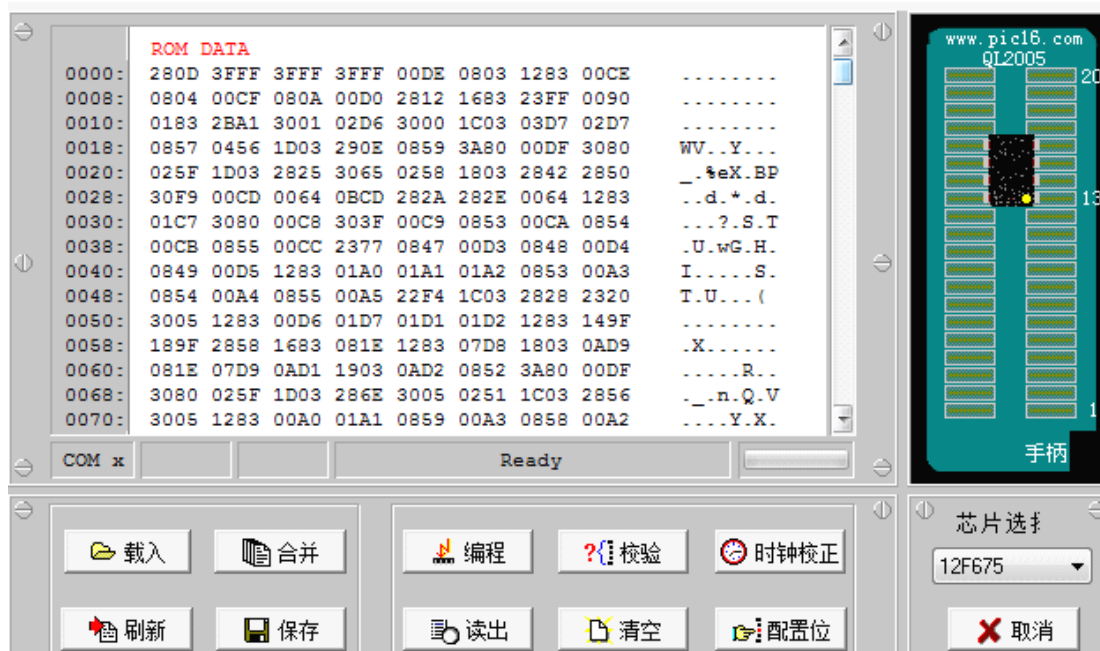 ROM DATA
0000: 280D 3FFF 3FFF 3FFF 00DE 0803 1283 00CE ........
0008: 0804 00CF 080A 00D0 2812 1683 23FF 0090 ........
0010: 0183 2BA1 3001 02D6 3000 1C03 03D7 02D7 ........
0018: 0857 0456 1D03 290E 0859 3A80 00DF 3080 WV..Y...
0020: 025F 1D03 2825 3065 0258 1803 2842 2850 _.%eX.BP
0028: 30F9 00CD 0064 0BCD 282A 282E 0064 1283 ..d.*.d.
0030: 01C7 3080 00C8 303F 00C9 0853 00CA 0854 ...?.S.T
0038: 00CB 0855 00CC 2377 0847 00D3 0848 00D4 .U.wG.H.
0040: 0849 00D5 1283 01A0 01A1 01A2 0853 00A3 I.....S.
0048: 0854 00A4 0855 00A5 22F4 1C03 2828 2320 T.U...(
0050: 3005 1283 00D6 01D7 01D1 01D2 1283 149F ........
0058: 189F 2858 1683 081E 1283 07D8 1803 0AD9 .X......
0060: 081E 07D9 0AD1 1903 0AD2 0852 3A80 00DF .....R..
0068: 3080 025F 1D03 286E 3005 0251 1C03 2856 ._.n.Q.V
0070: 3005 1283 00A0 01A1 0859 00A3 0858 00A2 ....Y.X.
COM x
Ready
www.pic16.com
QL2005
20
13
1
手柄
载入
合并
编程
校验
时钟校正
刷新
保存
读出
清空
配置位
芯片选
12F675
取消